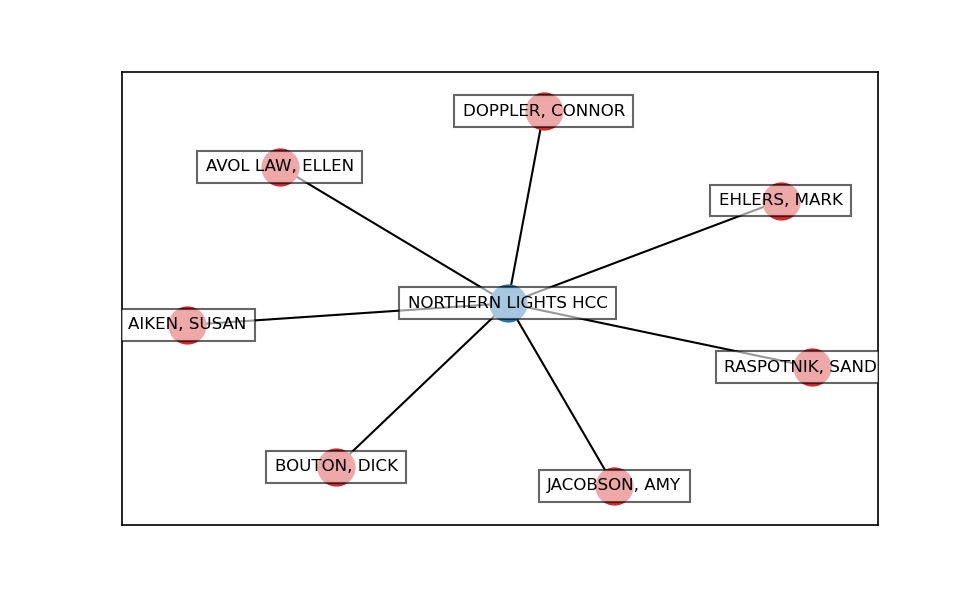 DOPPLER, CONNOR
AVOL LAW, ELLEN
EHLERS, MARK
NORTHERN LIGHTS HCC
AIKEN, SUSAN
RASPOTNIK, SAND
BOUTON, DICK
JACOBSON, AMY